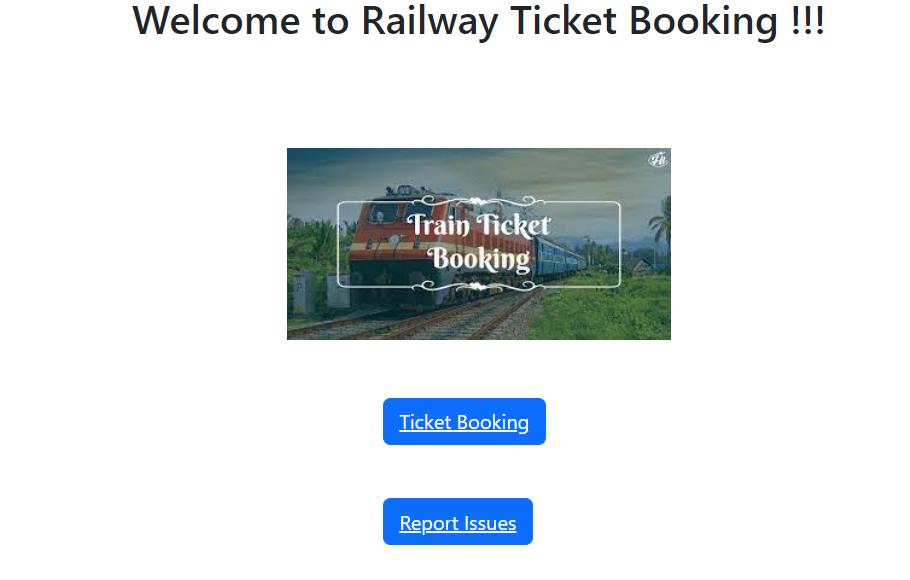 Welcome to Railway Ticket Booking !!!
Train Ticket
Booking
Ticket Booking
Report Issues